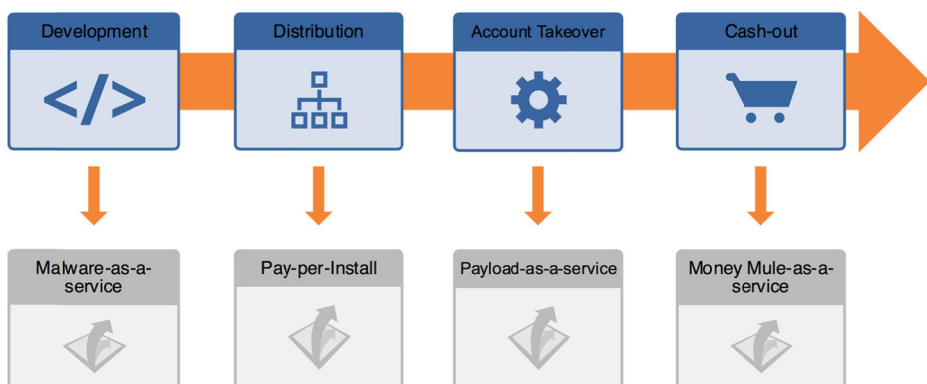 Development
Distribution
Account Takeover
Cash-out
</>
Malware-as-a-
service
Pay-per-Install
Payload-as-a-service
Money Mule-as-a-
service